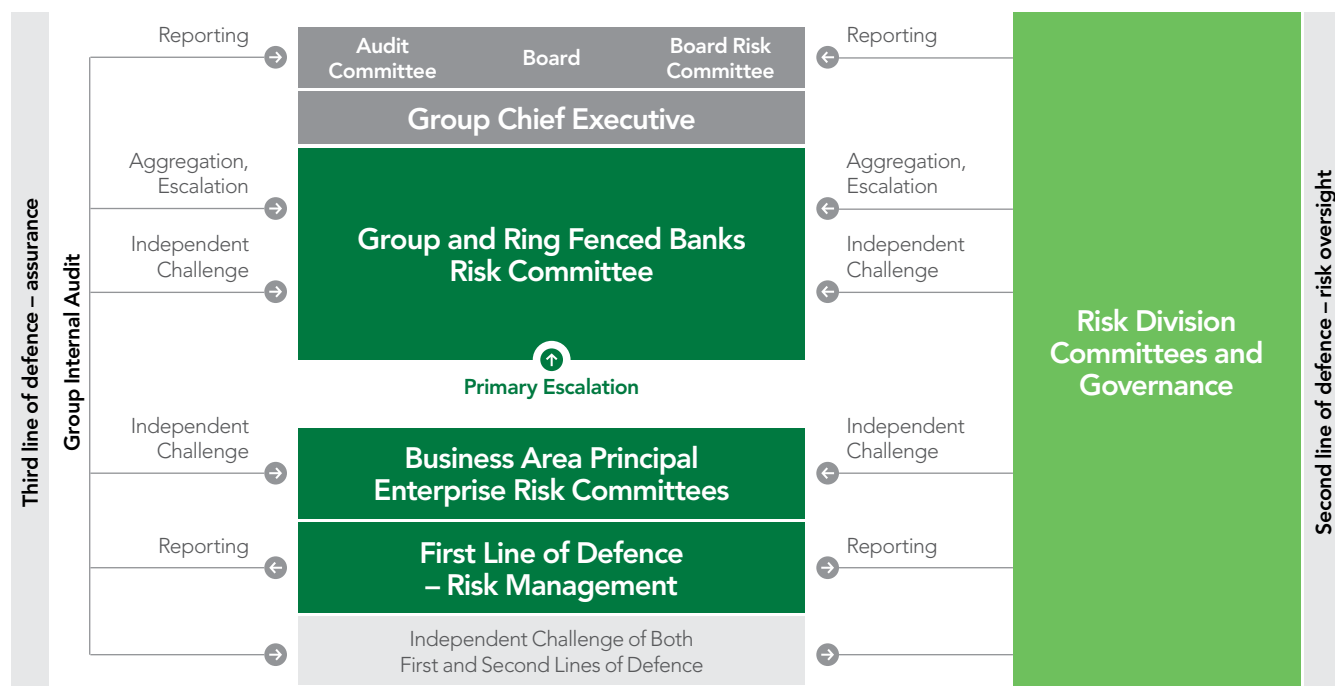 Third line of defence – assurance
Group Internal Audit
Reporting
Aggregation,
Escalation
Independent
Challenge
Independent
Challenge
Reporting
Audit
Committee
Board
Board Risk
Committee
Group Chief Executive
Group and Ring Fenced Banks
Risk Committee
Primary Escalation
Business Area Principal
Enterprise Risk Committees
First Line of Defence
– Risk Management
Independent Challenge of Both
First and Second Lines of Defence
Reporting
Aggregation,
Escalation
Independent
Challenge
Independent
Challenge
Reporting
Risk Division
Committees and
Governance
Second line of defence – risk oversight